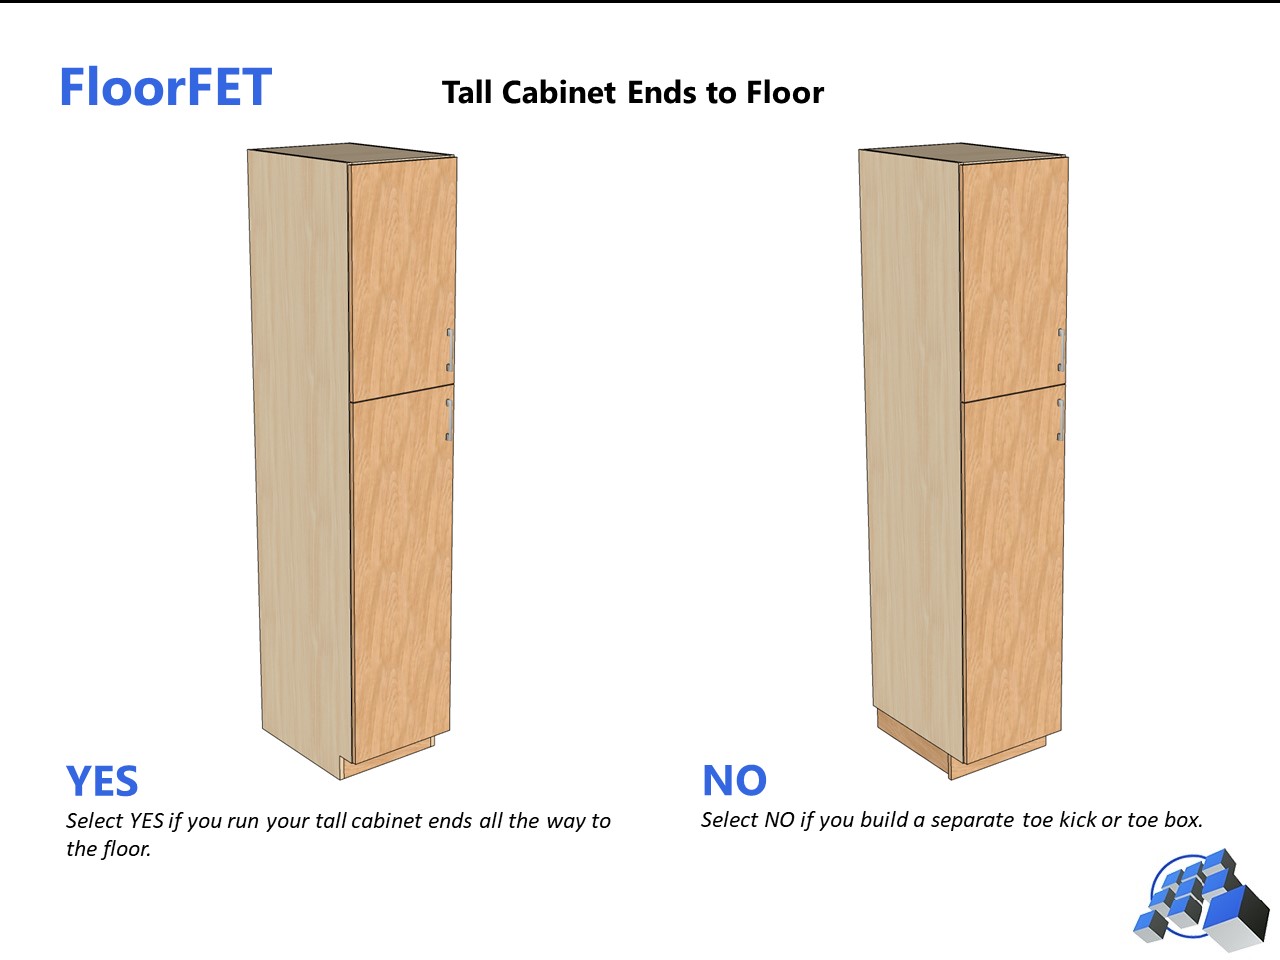 FloorFET
Tall Cabinet Ends to Floor
YES
Select YES if you run your tall cabinet ends all the way to
the floor.
NO
Select NO if you build a separate toe kick or toe box.